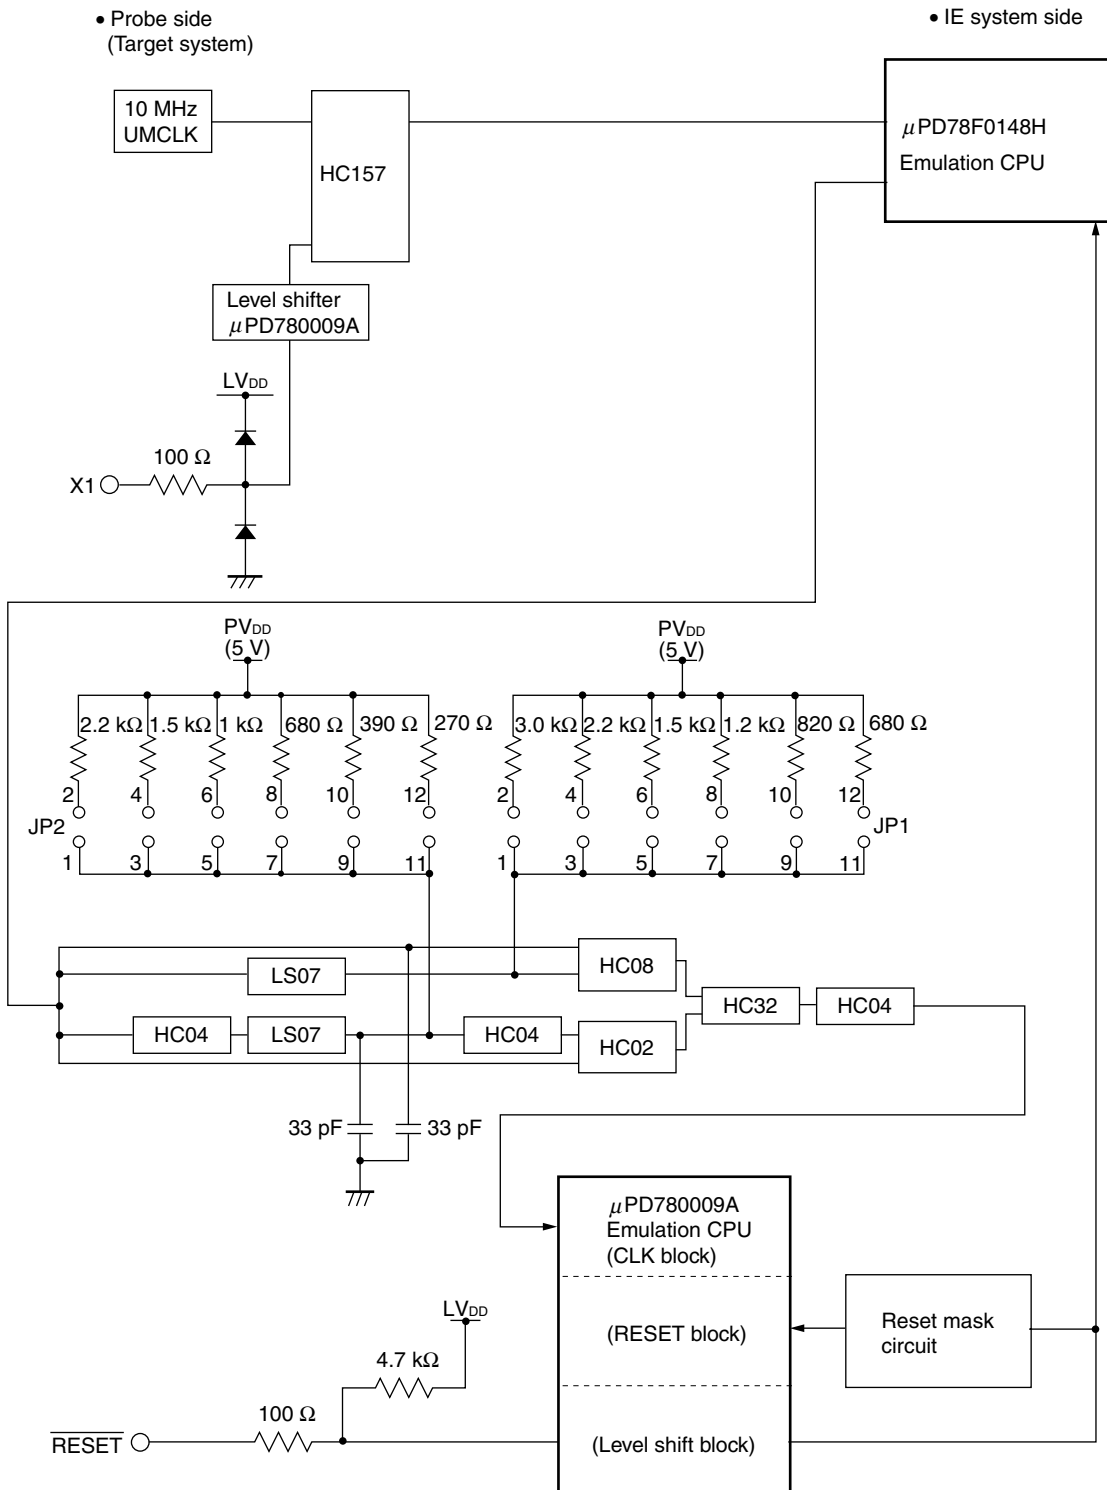 • Probe side
(Target system)
• IE system side
10 MHz
UMCLK
HC157
μPD78F0148H
Emulation CPU
Level shifter
μPD780009A
LVDD
100 Ω
X1
PVDD
(5 V)
PVDD
(5 V)
2.2 kΩ 1.5 kΩ 1 kΩ 680 Ω 390 Ω 270 Ω
3.0 kΩ 2.2 kΩ 1.5 kΩ 1.2 kΩ 820 Ω 680 Ω
2 4 6 8 10 12
2 4 6 8 10 12
JP2
JP1
1 3 5 7 9 11
1 3 5 7 9 11
LS07
HC08
HC32
HC04
HC04
LS07
HC04
HC02
33 pF
33 pF
μPD780009A
Emulation CPU
(CLK block)
(RESET block)
Reset mask
circuit
LVDD
4.7 kΩ
100 Ω
RESET
(Level shift block)